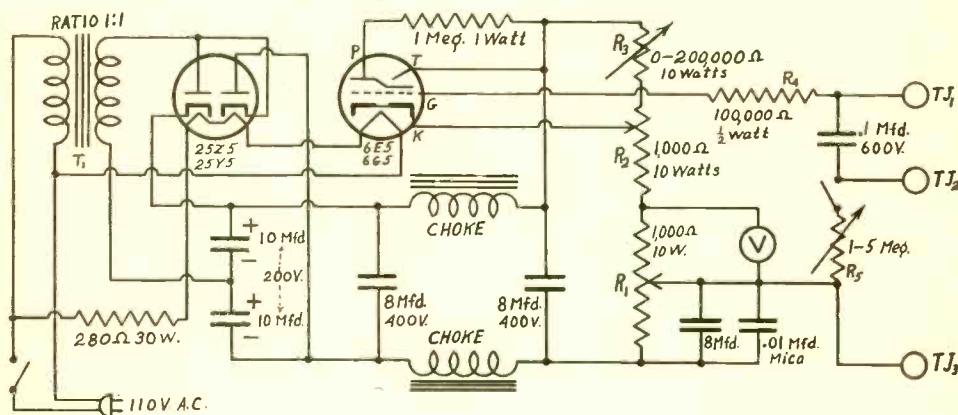 RATIO 1:1
T₁
25Z5
25Y5
P
T
G
K
6E5
6G5
1 Meg. 1 Watt
R₃
0-200,000Ω
10 Watts
R₄
100,000Ω
½ watt
TJ₁
.1 Mfd.
600V.
TJ₂
R₂
1,000Ω
10 Watts
CHOKE
+
10 Mfd.
-
200V.
+
10 Mfd.
-
8 Mfd.
400V.
8 Mfd.
400V.
1,000Ω
10W.
R₁
V
1-5 Meg.
R₅
280Ω 30W.
CHOKE
8 Mfd.
.01 Mfd.
Mica
TJ₃
110V A.C.